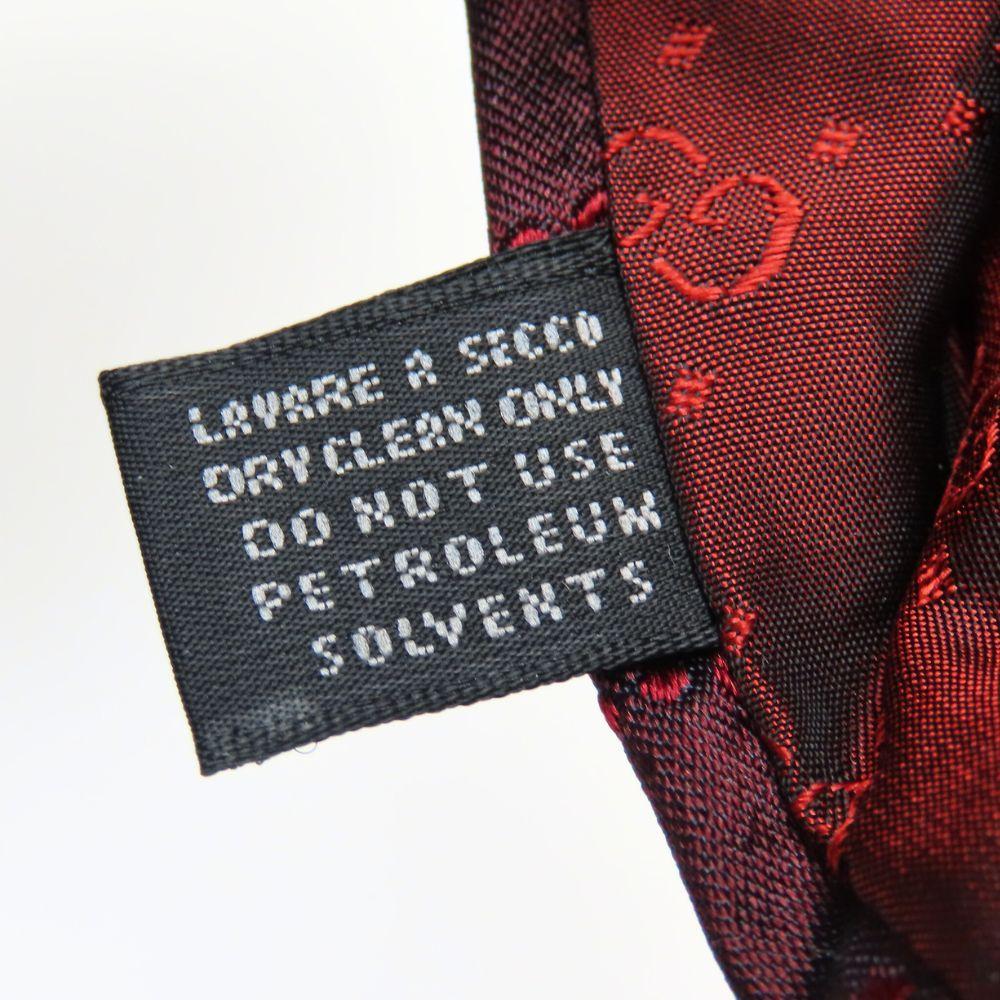 LAVARE A SECCO
DRY CLEAN ONLY
DO NOT USE
PETROLEUM
SOLVENTS